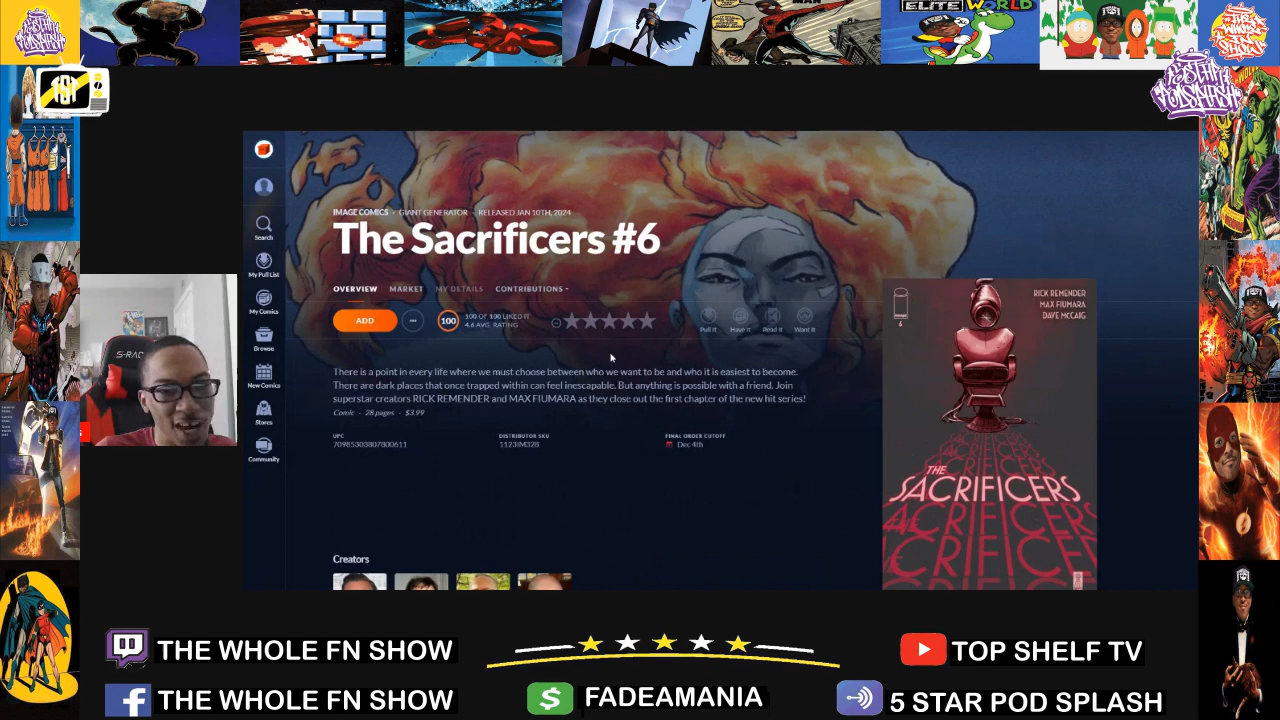 ELITE WORLD
TST
IMAGE COMICS · GIANT GENERATOR · RELEASED JAN 10TH, 2024
The Sacrificers #6
OVERVIEW MARKET MY DETAILS CONTRIBUTIONS
ADD
100
100 OF 100 LIKED IT
4.6 AVG. RATING
Pull It Have It Read It Want It
There is a point in every life where we must choose between who we want to be and who it is easiest to become.
There are dark places that once trapped within can feel inescapable. But anything is possible with a friend. Join
superstar creators RICK REMENDER and MAX FIUMARA as they close out the first chapter of the new hit series!
Comic · 28 pages · $3.99
UPC
70985303807800611
DISTRIBUTOR SKU
1123IM328
FINAL ORDER CUTOFF
Dec 4th
Creators
Search
My Pull List
My Comics
Browse
New Comics
Stores
Community
RICK REMENDER
MAX FIUMARA
DAVE MCCAIG
6
THE
SACRIFICERS
S-RAC
THE WHOLE FN SHOW
THE WHOLE FN SHOW
FADEAMANIA
TOP SHELF TV
5 STAR POD SPLASH